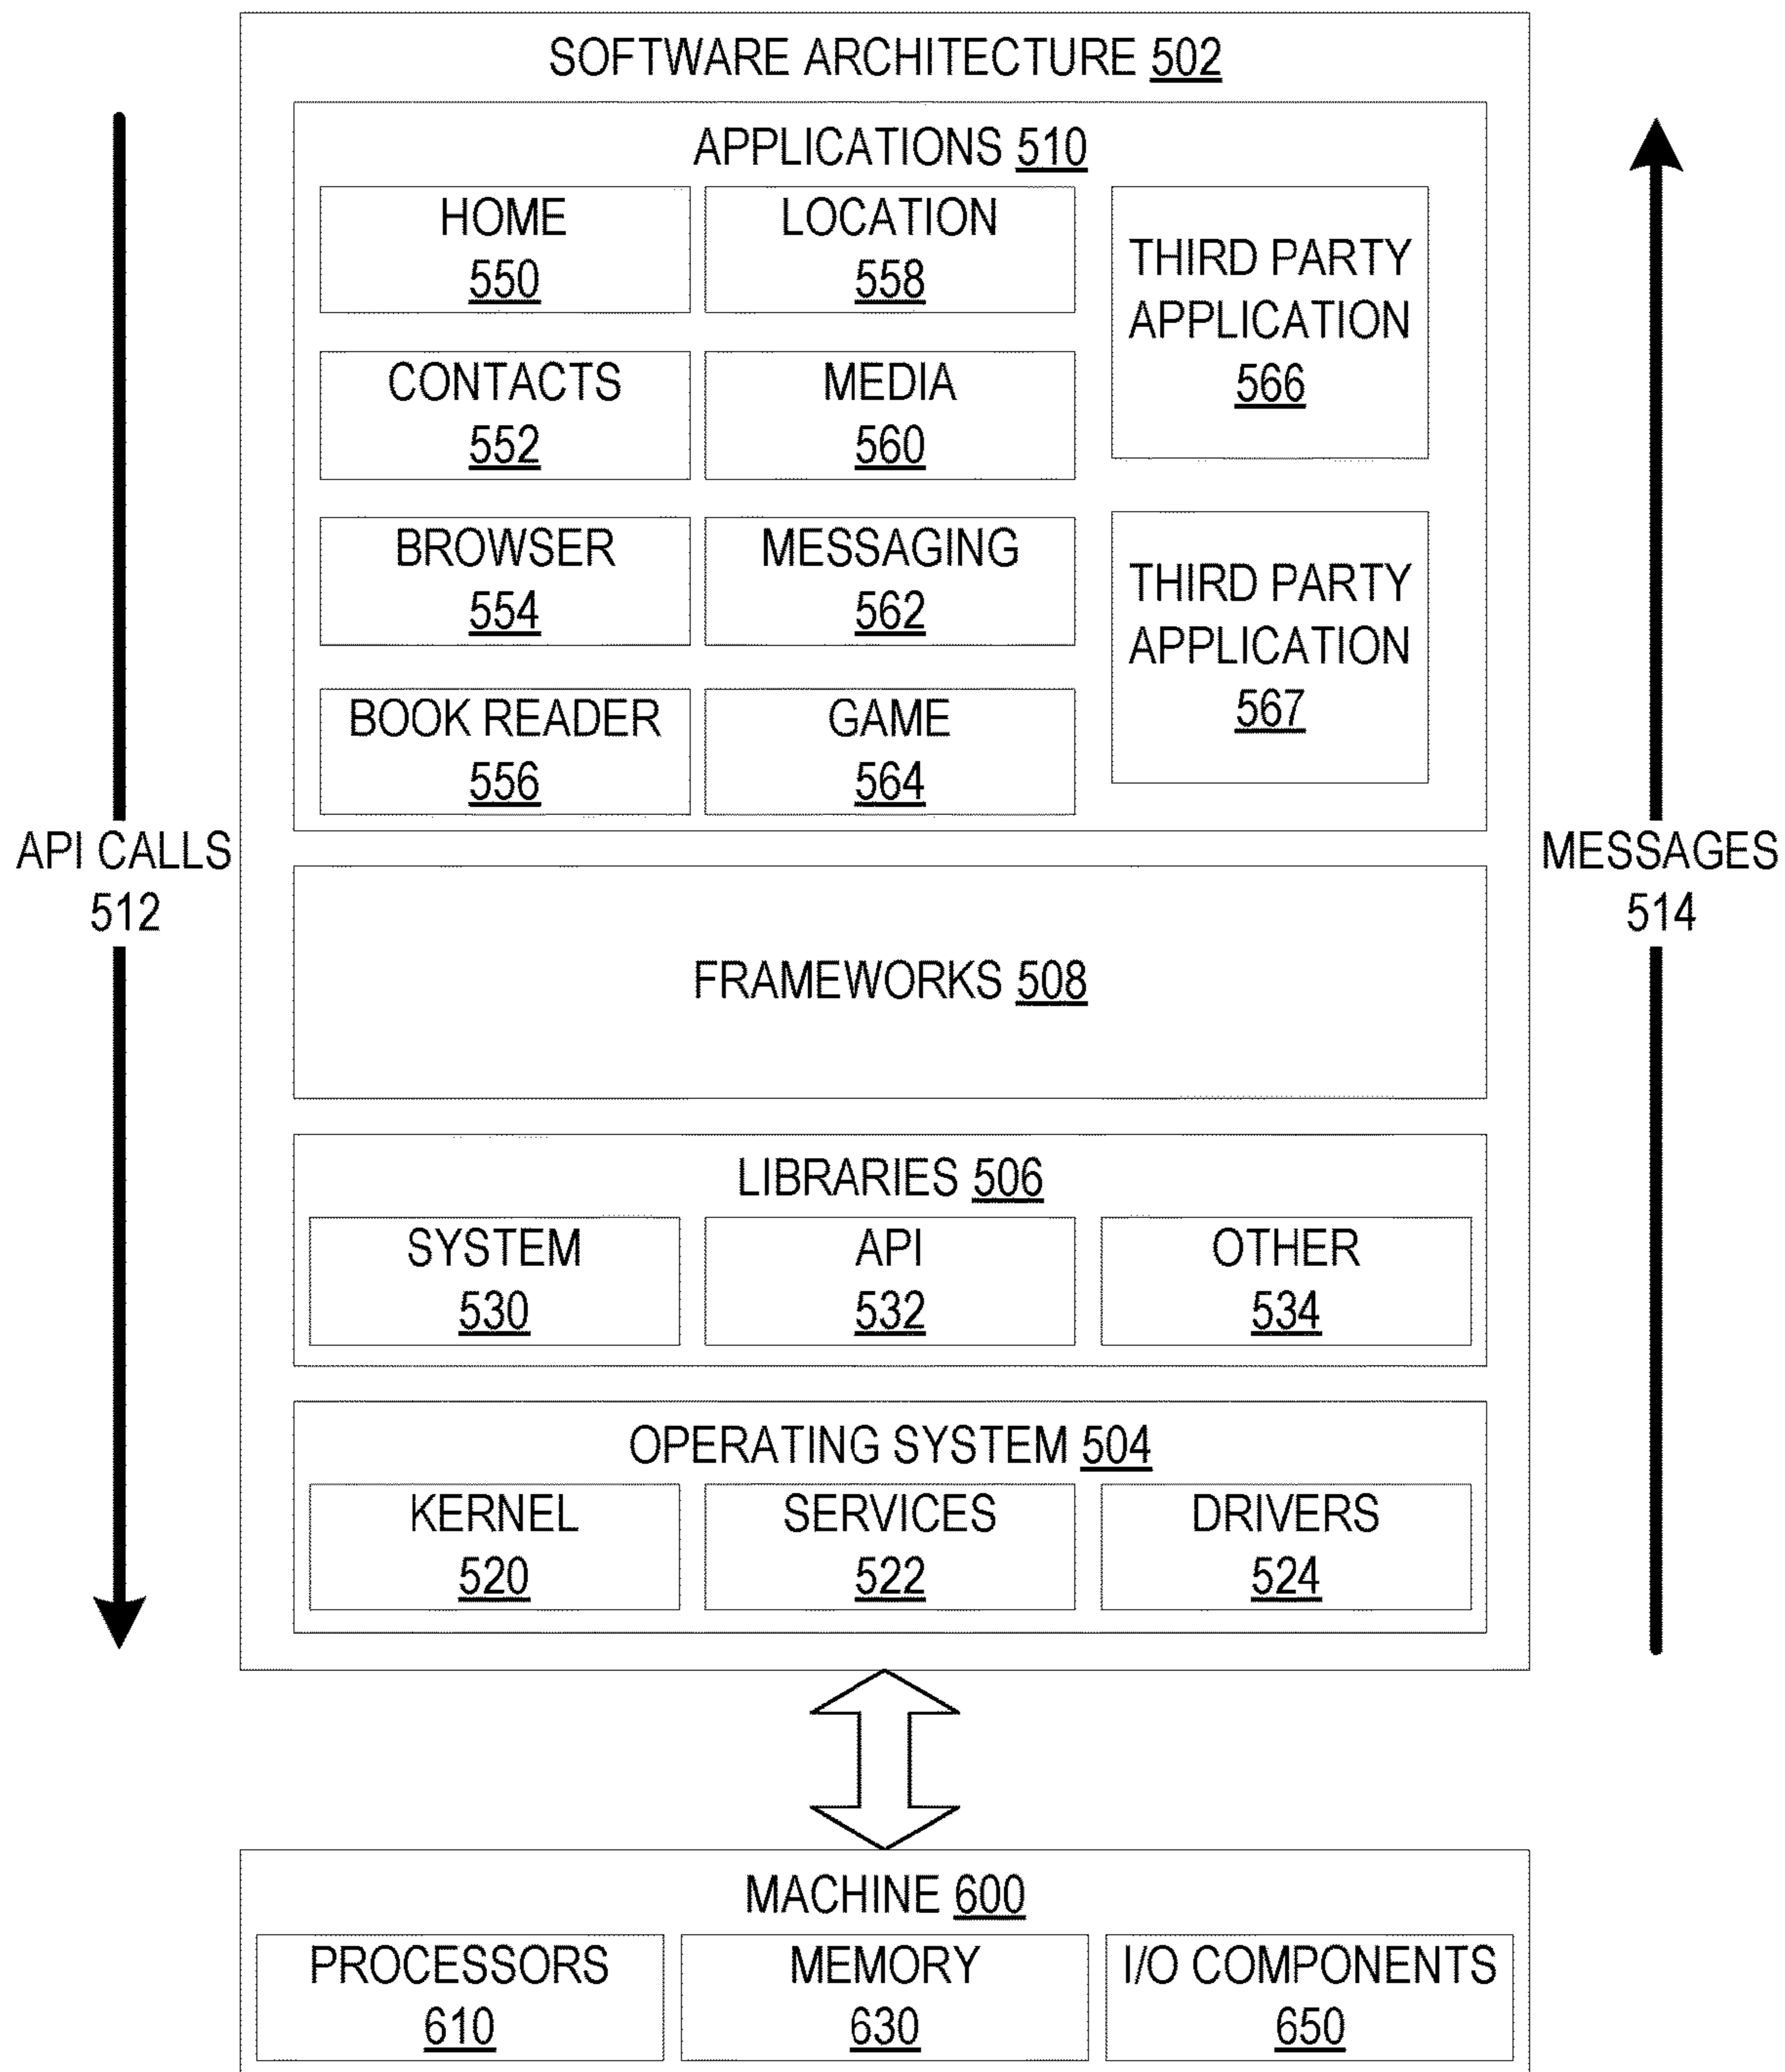 SOFTWARE ARCHITECTURE 502
APPLICATIONS 510
HOME
550
LOCATION
558
THIRD PARTY
APPLICATION
566
CONTACTS
552
MEDIA
560
BROWSER
554
MESSAGING
562
THIRD PARTY
APPLICATION
567
BOOK READER
556
GAME
564
API CALLS
512
MESSAGES
514
FRAMEWORKS 508
LIBRARIES 506
SYSTEM
530
API
532
OTHER
534
OPERATING SYSTEM 504
KERNEL
520
SERVICES
522
DRIVERS
524
MACHINE 600
PROCESSORS
610
MEMORY
630
I/O COMPONENTS
650